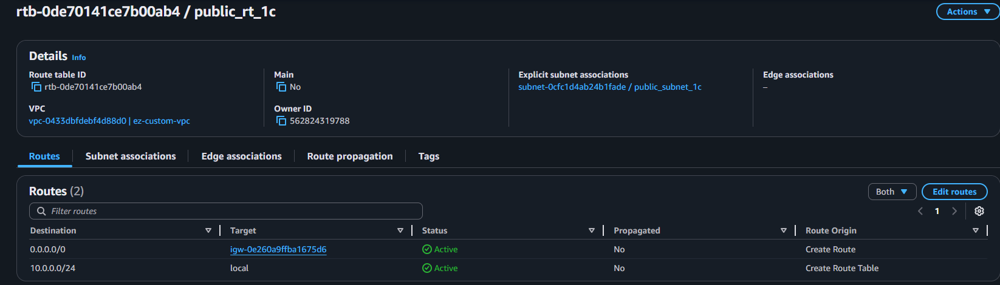 rtb-0de70141ce7b00ab4 / public_rt_1c
Actions
Details Info
Route table ID
rtb-0de70141ce7b00ab4
Main
No
Explicit subnet associations
subnet-0cfc1d4ab24b1fade / public_subnet_1c
Edge associations
–
VPC
vpc-0433dbfdebf4d88d0 | ez-custom-vpc
Owner ID
562824319788
Routes
Subnet associations
Edge associations
Route propagation
Tags
Routes (2)
Both
Edit routes
Filter routes
1
Destination Target Status Propagated Route Origin
0.0.0.0/0 igw-0e260a9ffba1675d6 Active No Create Route
10.0.0.0/24 local Active No Create Route Table